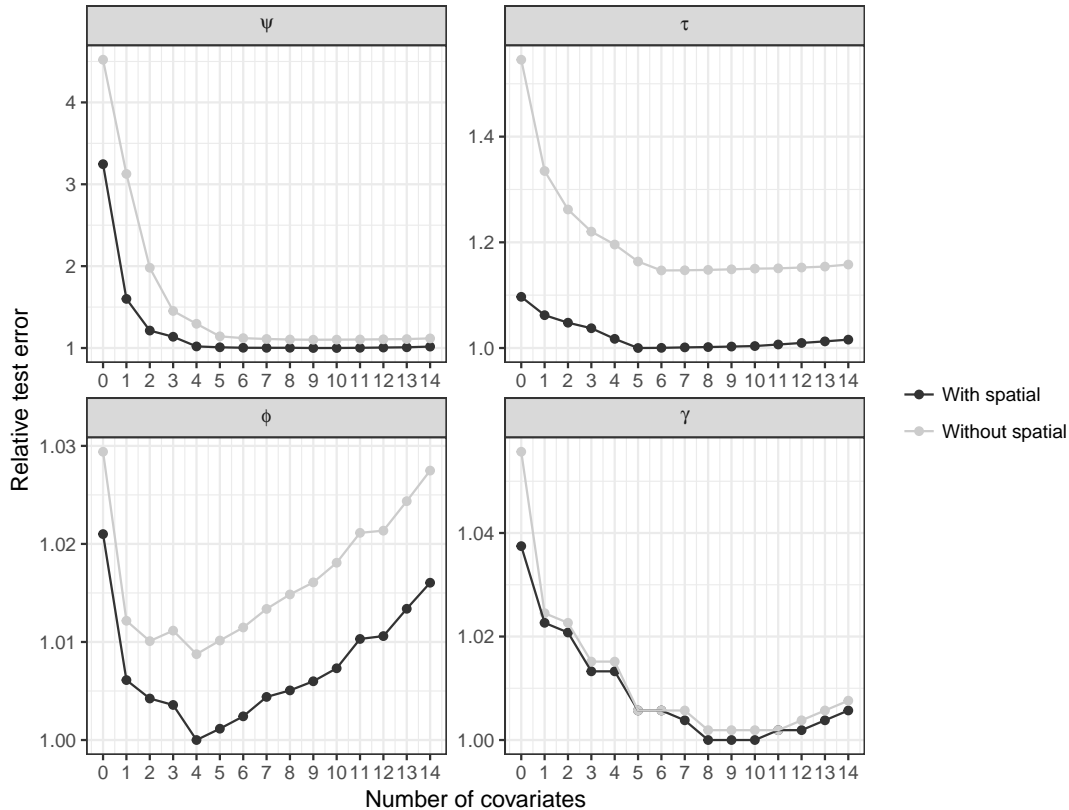 ψ
τ
4
3
2
1
0 1 2 3 4 5 6 7 8 9 10 11 12 13 14
1.4
1.2
1.0
0 1 2 3 4 5 6 7 8 9 10 11 12 13 14
ϕ
γ
1.03
1.02
1.01
1.00
0 1 2 3 4 5 6 7 8 9 10 11 12 13 14
1.04
1.02
1.00
0 1 2 3 4 5 6 7 8 9 10 11 12 13 14
Relative test error
Number of covariates
With spatial
Without spatial